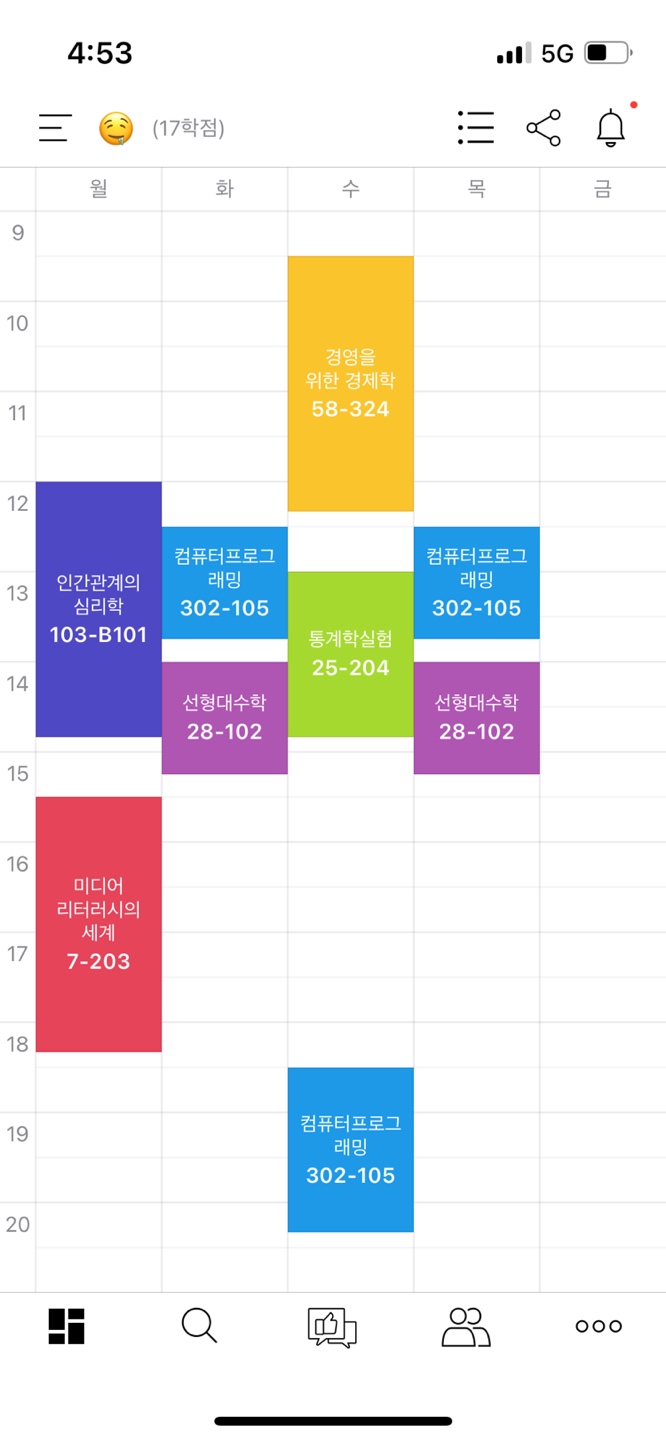 4:53
5G
(17학점)
월 화 수 목 금
9
10
11
12
13
14
15
16
17
18
19
20
인간관계의
심리학
103-B101
미디어
리터러시의
세계
7-203
컴퓨터프로그
래밍
302-105
선형대수학
28-102
경영을
위한 경제학
58-324
통계학실험
25-204
컴퓨터프로그
래밍
302-105
컴퓨터프로그
래밍
302-105
선형대수학
28-102